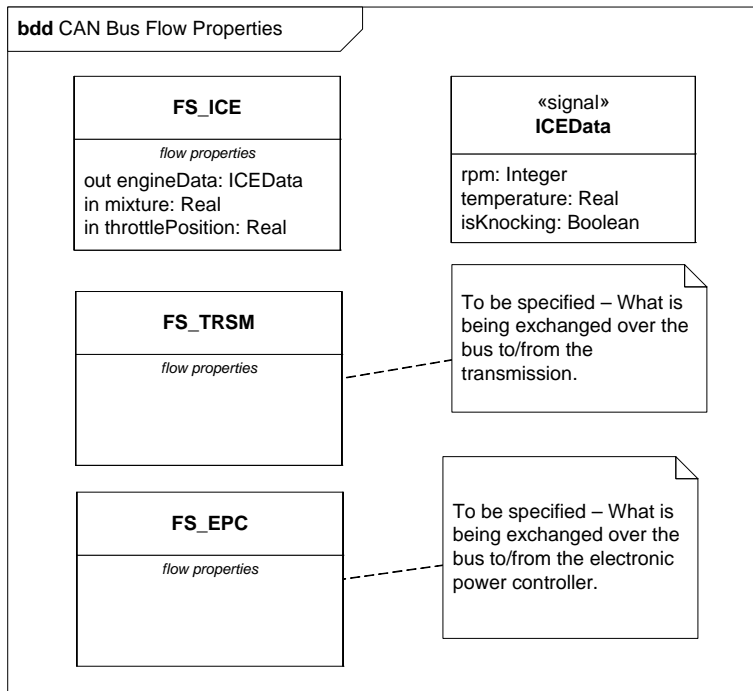 bdd CAN Bus Flow Properties
FS_ICE
flow properties
out engineData: ICEData
in mixture: Real
in throttlePosition: Real
«signal»
ICEData
rpm: Integer
temperature: Real
isKnocking: Boolean
FS_TRSM
flow properties
To be specified – What is
being exchanged over the
bus to/from the
transmission.
FS_EPC
flow properties
To be specified – What is
being exchanged over the
bus to/from the electronic
power controller.